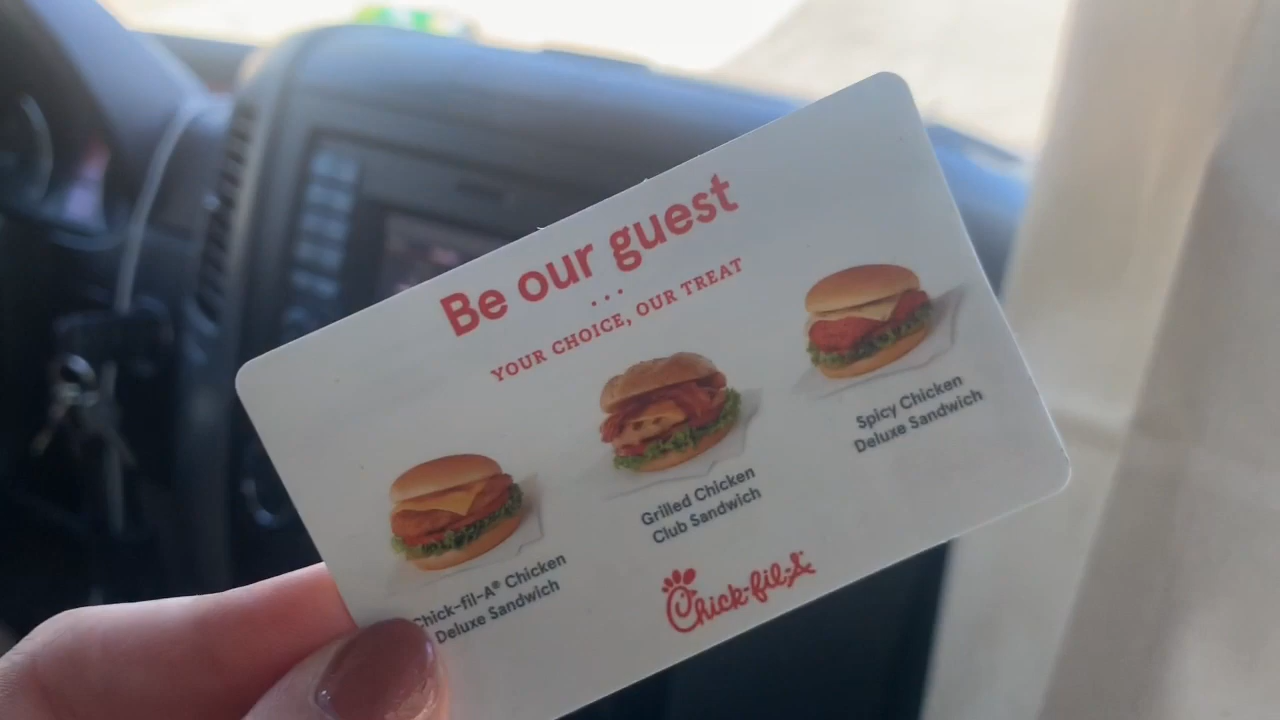 Be our guest
...
YOUR CHOICE, OUR TREAT
Chick-fil-A® Chicken
Deluxe Sandwich
Grilled Chicken
Club Sandwich
Spicy Chicken
Deluxe Sandwich
Chick-fil-A